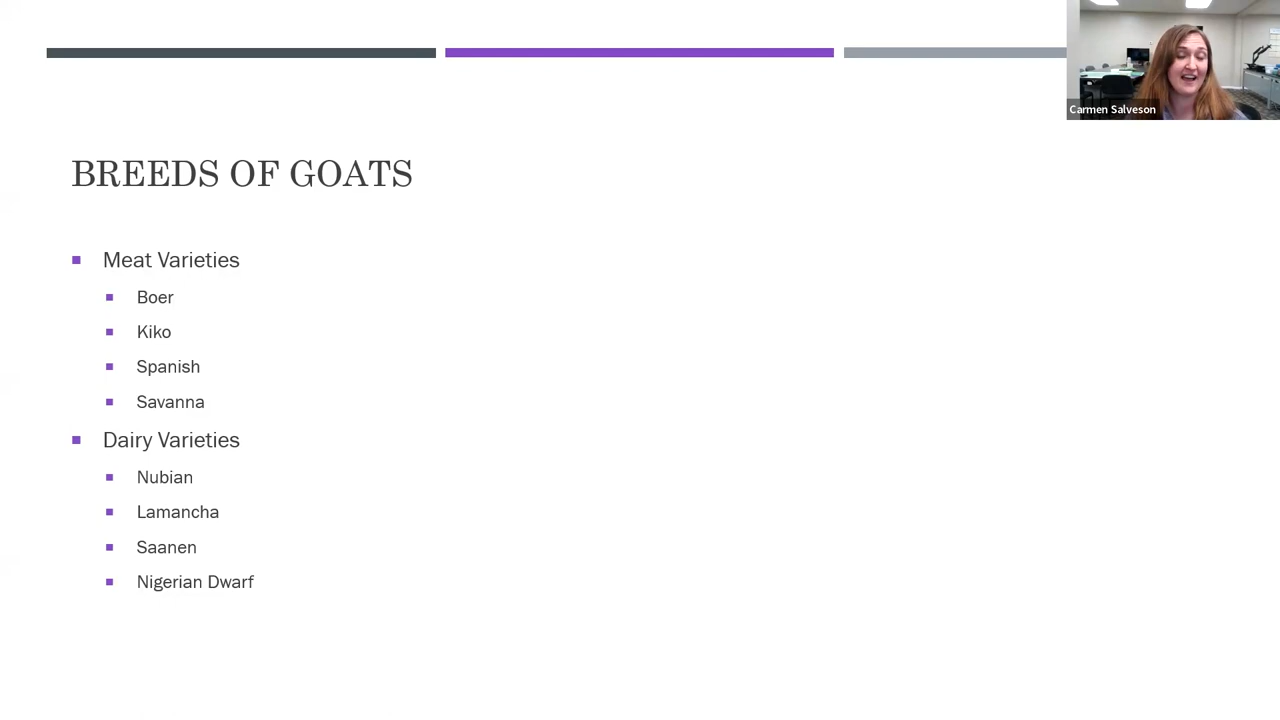 Carmen Salveson
BREEDS OF GOATS
Meat Varieties
Boer
Kiko
Spanish
Savanna
Dairy Varieties
Nubian
Lamancha
Saanen
Nigerian Dwarf